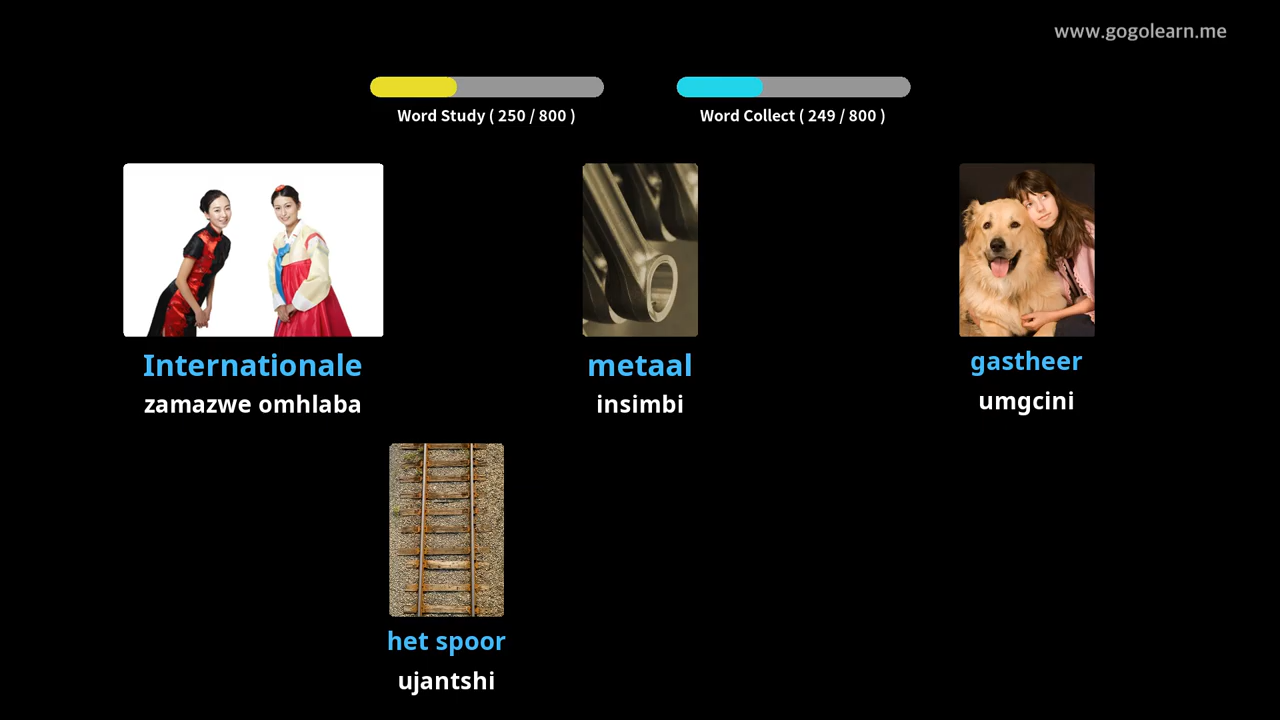 www.gogolearn.me
Word Study ( 250 / 800 )
Word Collect ( 249 / 800 )
Internationale
zamazwe omhlaba
metaal
insimbi
gastheer
umgcini
het spoor
ujantshi